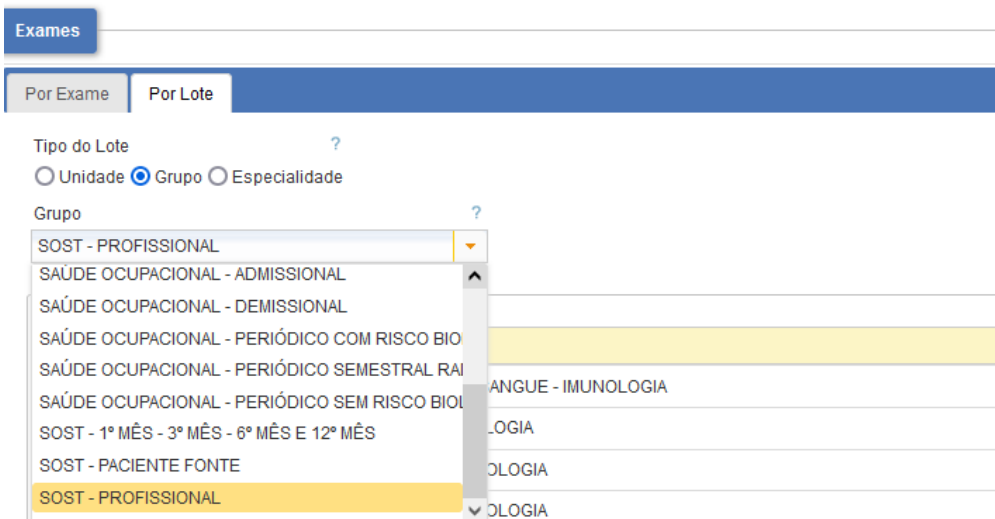 Exames
Por Exame Por Lote
Tipo do Lote ?
Unidade Grupo Especialidade
Grupo ?
SOST - PROFISSIONAL
SAÚDE OCUPACIONAL - ADMISSIONAL
SAÚDE OCUPACIONAL - DEMISSIONAL
SAÚDE OCUPACIONAL - PERIÓDICO COM RISCO BIO
SAÚDE OCUPACIONAL - PERIÓDICO SEMESTRAL RAI
ANGUE - IMUNOLOGIA
SAÚDE OCUPACIONAL - PERIÓDICO SEM RISCO BIOL
LOGIA
SOST - 1º MÊS - 3º MÊS - 6º MÊS E 12º MÊS
SOST - PACIENTE FONTE
OLOGIA
SOST - PROFISSIONAL
OLOGIA